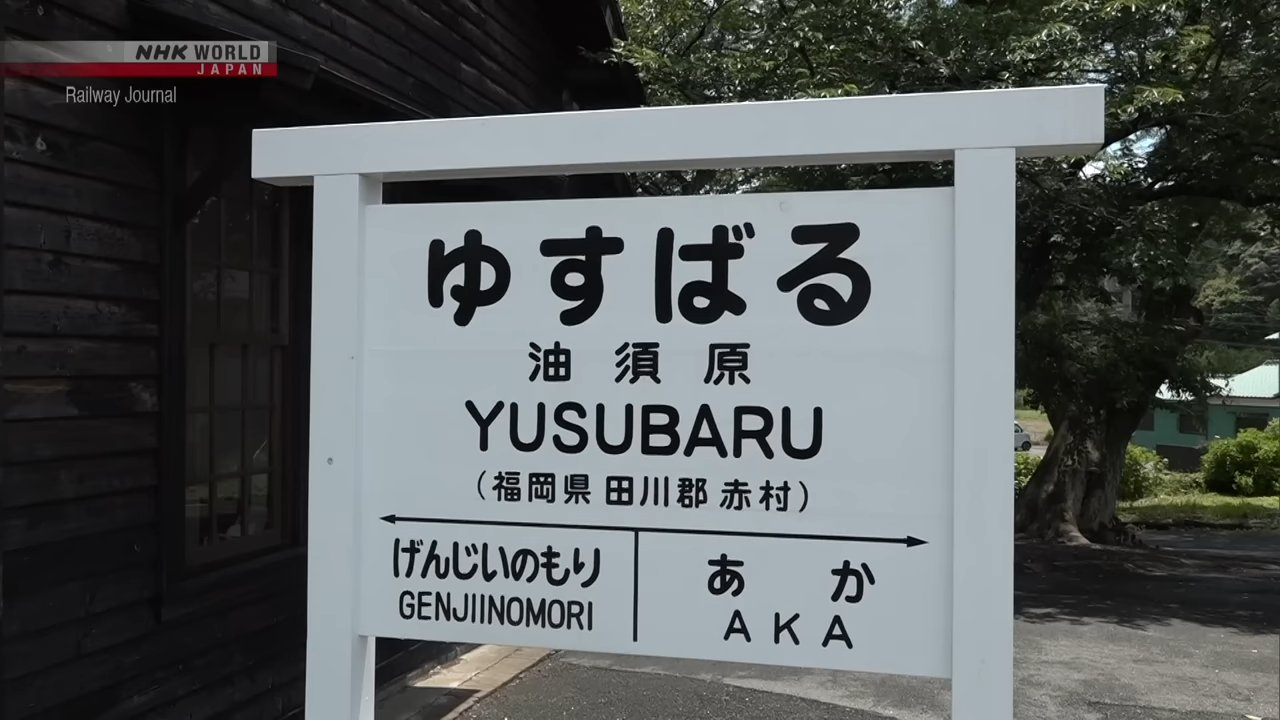 NHK WORLD
JAPAN
Railway Journal
ゆすばる
油須原
YUSUBARU
(福岡県 田川郡 赤村)
げんじいのもり
GENJIINOMORI
あか
AKA